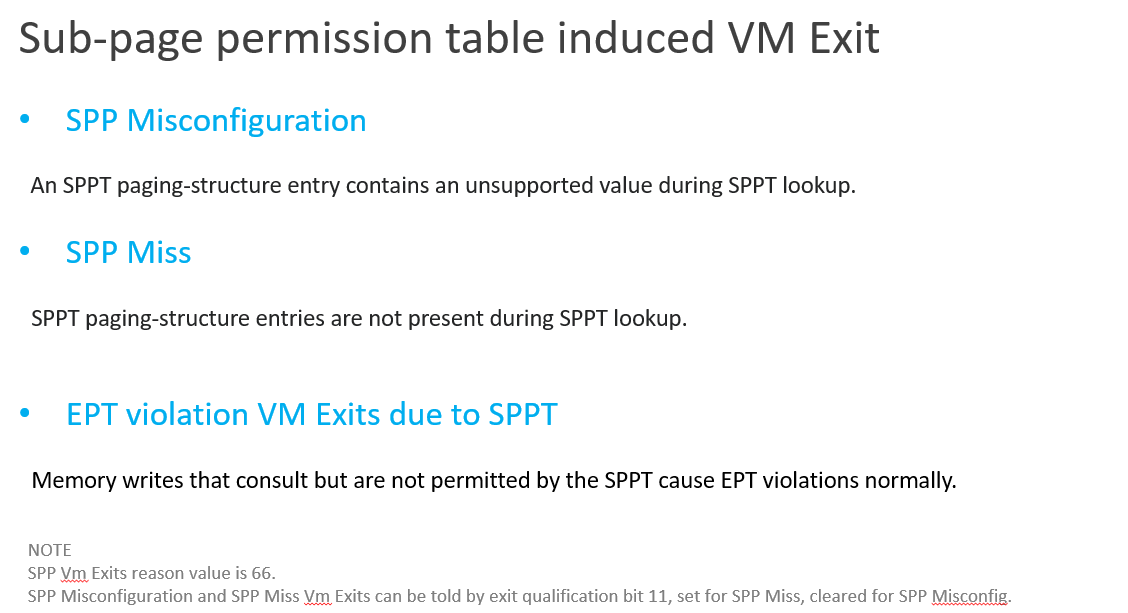 Sub-page permission table induced VM Exit
• SPP Misconfiguration
An SPPT paging-structure entry contains an unsupported value during SPPT lookup.
• SPP Miss
SPPT paging-structure entries are not present during SPPT lookup.
• EPT violation VM Exits due to SPPT
Memory writes that consult but are not permitted by the SPPT cause EPT violations normally.
NOTE
SPP Vm Exits reason value is 66.
SPP Misconfiguration and SPP Miss Vm Exits can be told by exit qualification bit 11, set for SPP Miss, cleared for SPP Misconfig.